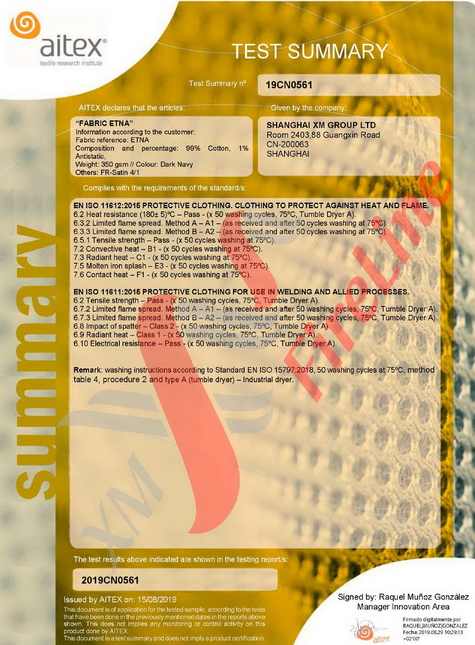 aitex®
textile research institute
TEST SUMMARY
Test Summary nº
19CN0561
AITEX declares that the articles:
Given by the company:
"FABRIC ETNA"
Information according to the customer:
Fabric reference: ETNA
Composition and percentage: 99% Cotton, 1%
Antistatic,
Weight: 350 gsm // Colour: Dark Navy
Others: FR-Satin 4/1
SHANGHAI XM GROUP LTD
Room 2403,88 Guangxin Road
CN-200063
SHANGHAI
Complies with the requirements of the standard/s:
EN ISO 11612:2015 PROTECTIVE CLOTHING. CLOTHING TO PROTECT AGAINST HEAT AND FLAME.
6.2 Heat resistance (180± 5)ºC – Pass - (x 50 washing cycles, 75ºC, Tumble Dryer A).
6.3.2 Limited flame spread. Method A – A1 – (as received and after 50 washing cycles at 75ºC)
6.3.3 Limited flame spread. Method B – A2 – (as received and after 50 washing cycles at 75ºC)
6.5.1 Tensile strength – Pass - (x 50 cycles washing at 75ºC).
7.2 Convective heat – B1 - (x 50 cycles washing at 75ºC).
7.3 Radiant heat – C1 - (x 50 cycles washing at 75ºC).
7.5 Molten iron splash – E3 - (x 50 cycles washing at 75ºC).
7.6 Contact heat – F1 - (x 50 cycles washing at 75ºC).
EN ISO 11611:2015 PROTECTIVE CLOTHING FOR USE IN WELDING AND ALLIED PROCESSES.
6.2 Tensile strength – Pass - (x 50 washing cycles, 75ºC, Tumble Dryer A).
6.7.2 Limited flame spread. Method A – A1 – (as received and after 50 washing cycles, 75ºC, Tumble Dryer A).
6.7.3 Limited flame spread. Method B – A2 – (as received and after 50 washing cycles, 75ºC, Tumble Dryer A).
6.8 Impact of spatter – Class 2 - (x 50 washing cycles, 75ºC, Tumble Dryer A).
6.9 Radiant heat – Class 1 - (x 50 washing cycles, 75ºC, Tumble Dryer A).
6.10 Electrical resistance – Pass - (x 50 washing cycles, 75ºC, Tumble Dryer A).
Remark: washing instructions according to Standard EN ISO 15797:2018, 50 washing cycles at 75ºC, method
table 4, procedure 2 and type A (tumble dryer) – Industrial dryer.
summary
XM FireLine
The test results above indicated are shown in the testing report/s:
2019CN0561
Issued by AITEX on: 15/08/2019
This document is of application for the tested sample, according to the tests
that have been done in the previously mentioned dates in the reports above
shown. This does not implies any monitoring or control activity on this
product done by AITEX.
This document is a test summary and does not imply a product certification.
Signed by: Raquel Muñoz González
Manager Innovation Area
aitex
Firmado digitalmente por
RAQUEL|MUÑOZ|GONZÁLEZ
Fecha: 2019.08.29 10:29:13
+02'00'